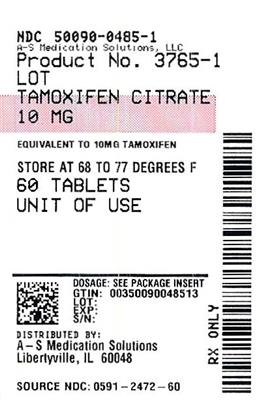 NDC 50090-0485-1
A-S Medication Solutions, LLC
Product No. 3765-1
LOT
TAMOXIFEN CITRATE
10 MG
EQUIVALENT TO 10MG TAMOXIFEN
STORE AT 68 TO 77 DEGREES F
60 TABLETS
UNIT OF USE
DOSAGE: SEE PACKAGE INSERT
GTIN: 00350090048513
LOT:
EXP:
S/N:
DISTRIBUTED BY:
A-S Medication Solutions
Libertyville, IL 60048
SOURCE NDC: 0591-2472-60
RX ONLY